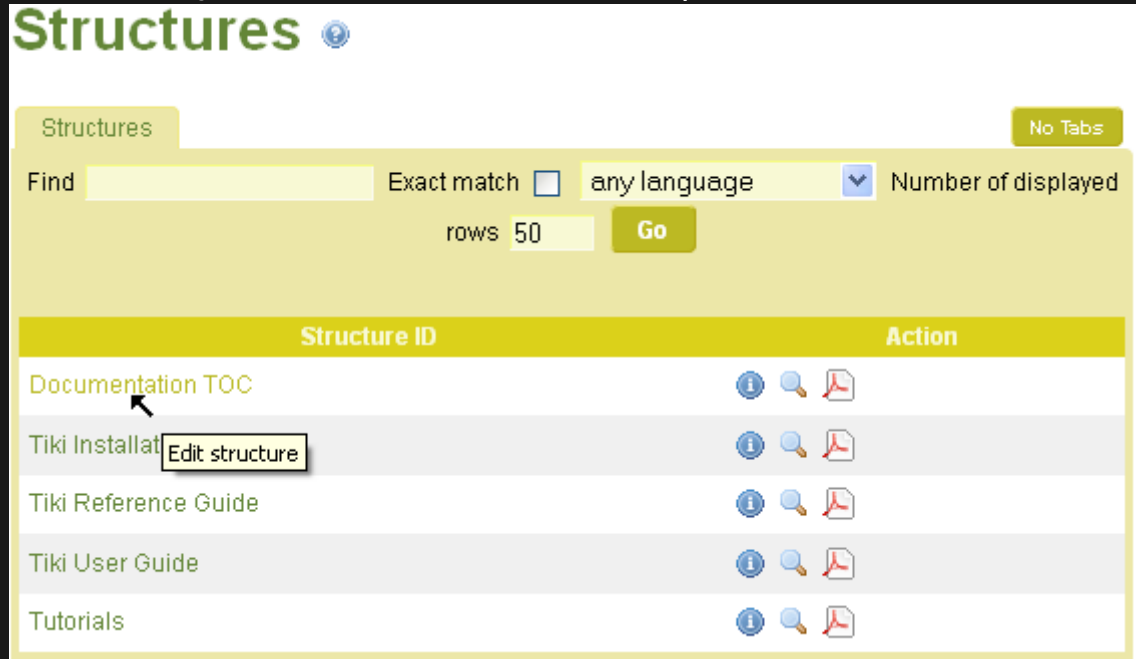 Structures
Structures
No Tabs
Find Exact match any language Number of displayed
rows 50 Go
Structure ID Action
Documentation TOC
Tiki Installat
Edit structure
Tiki Reference Guide
Tiki User Guide
Tutorials